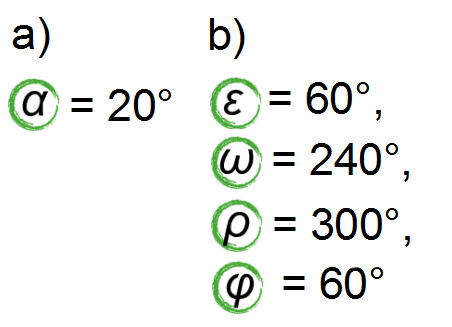 a)
α = 20°
b)
ε = 60°,
ω = 240°,
ρ = 300°,
φ = 60°